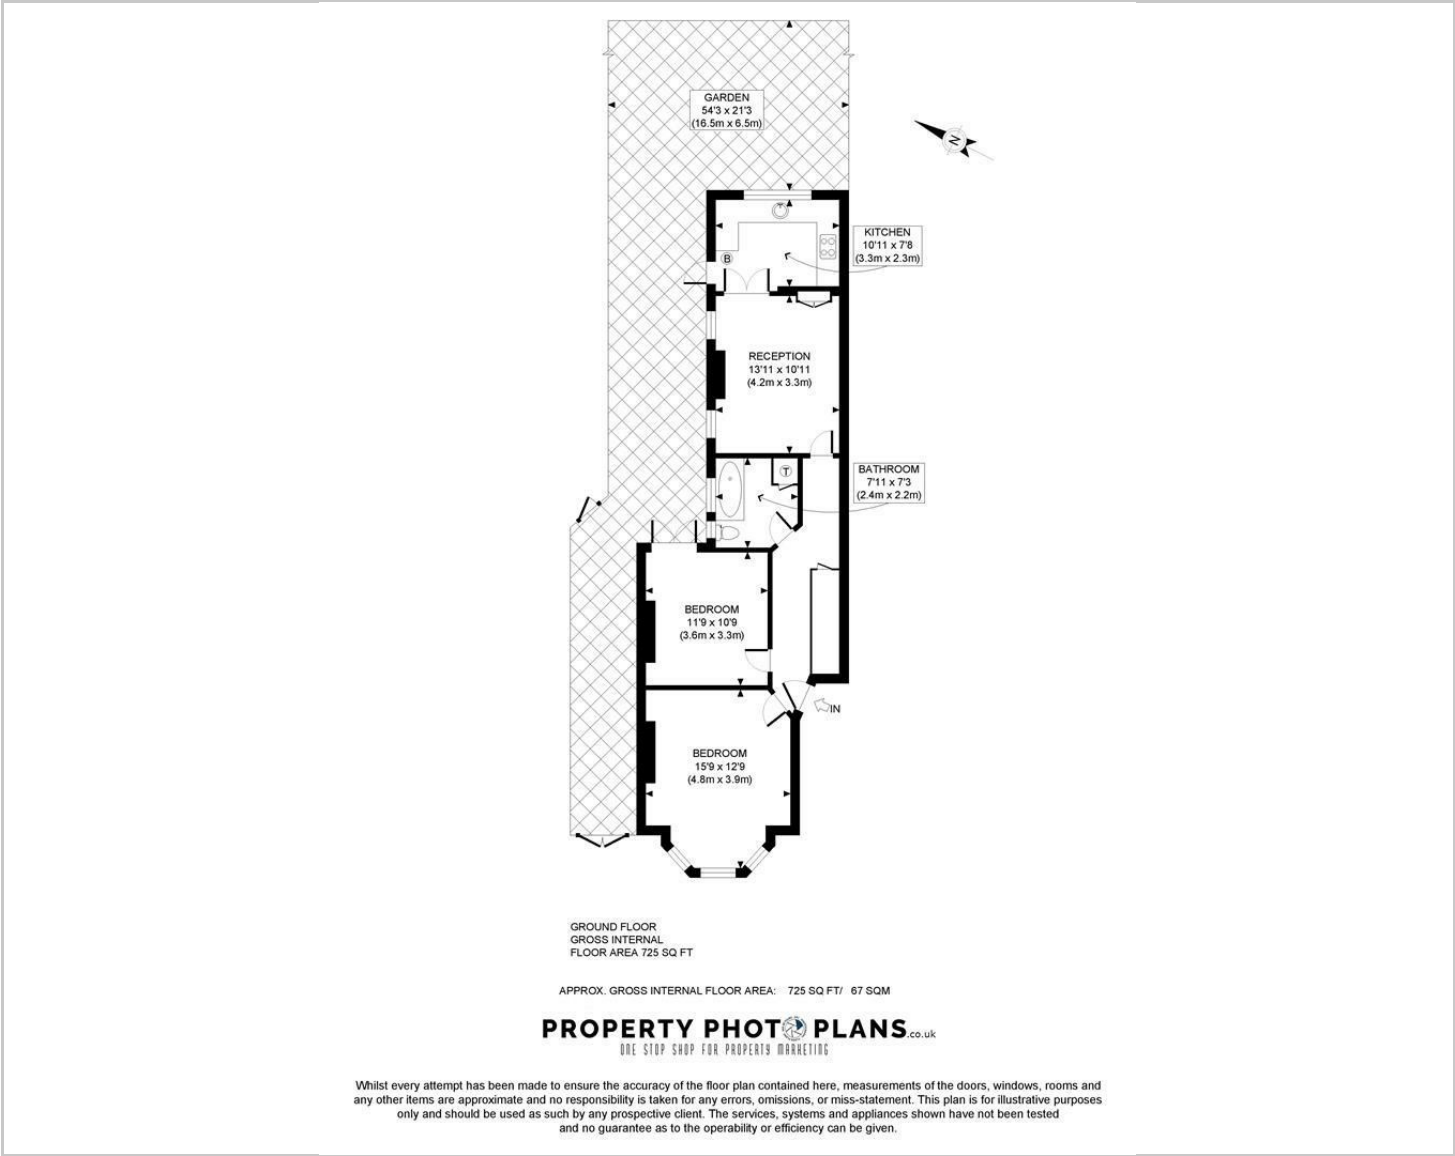 GARDEN
54'3 x 21'3
(16.5m x 6.5m)
N
KITCHEN
10'11 x 7'8
(3.3m x 2.3m)
B
RECEPTION
13'11 x 10'11
(4.2m x 3.3m)
BATHROOM
7'11 x 7'3
(2.4m x 2.2m)
T
BEDROOM
11'9 x 10'9
(3.6m x 3.3m)
IN
BEDROOM
15'9 x 12'9
(4.8m x 3.9m)
GROUND FLOOR
GROSS INTERNAL
FLOOR AREA 725 SQ FT
APPROX. GROSS INTERNAL FLOOR AREA: 725 SQ FT/ 67 SQM
PROPERTY PHOTO PLANS.co.uk
ONE STOP SHOP FOR PROPERTY MARKETING
Whilst every attempt has been made to ensure the accuracy of the floor plan contained here, measurements of the doors, windows, rooms and
any other items are approximate and no responsibility is taken for any errors, omissions, or miss-statement. This plan is for illustrative purposes
only and should be used as such by any prospective client. The services, systems and appliances shown have not been tested
and no guarantee as to the operability or efficiency can be given.